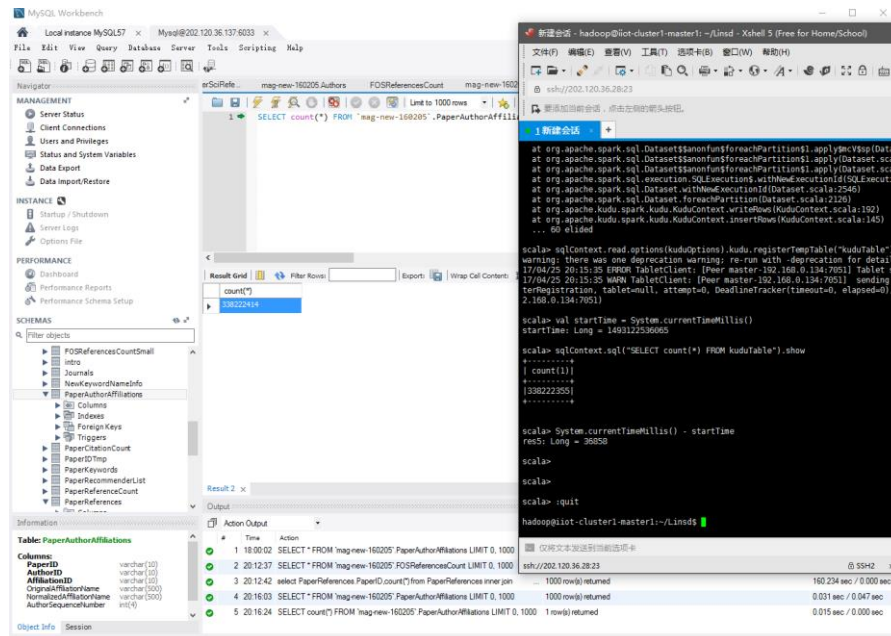 MySQL Workbench
Local instance MySQL57 ×
Mysql@202.120.36.137:6033 ×
File Edit View Query Database Server Tools Scripting Help
Navigator
MANAGEMENT
Server Status
Client Connections
Users and Privileges
Status and System Variables
Data Export
Data Import/Restore
INSTANCE
Startup / Shutdown
Server Logs
Options File
PERFORMANCE
Dashboard
Performance Reports
Performance Schema Setup
SCHEMAS
Filter objects
FOSReferencesCountSmall
intro
Journals
NewKeywordNameInfo
PaperAuthorAffiliations
Columns
Indexes
Foreign Keys
Triggers
PaperCitationCount
PaperIDTmp
PaperKeywords
PaperRecommenderList
PaperReferenceCount
PaperReferences
Columns
Information
Table: PaperAuthorAffiliations
Columns:
PaperID varchar(10)
AuthorID varchar(10)
AffiliationID varchar(10)
OriginalAffiliationName varchar(500)
NormalizedAffiliationName varchar(500)
AuthorSequenceNumber int(4)
Object Info Session
erSciRefe... mag-new-160205.Authors FOSReferencesCount mag-new-1602
Limit to 1000 rows
1 SELECT count(*) FROM `mag-new-160205`.PaperAuthorAffili
Result Grid Filter Rows: Export: Wrap Cell Content:
count(*)
338222414
Result 2 ×
Output
Action Output
# Time Action
1 18:00:02 SELECT * FROM `mag-new-160205`.PaperAuthorAffiliations LIMIT 0, 1000
2 20:12:37 SELECT * FROM `mag-new-160205`.FOSReferencesCount LIMIT 0, 1000
3 20:12:42 select PaperReferences.PaperID,count(*) from PaperReferences inner join ... 1000 row(s) returned 160.234 sec / 0.000 sec
4 20:16:03 SELECT * FROM `mag-new-160205`.PaperAuthorAffiliations LIMIT 0, 1000 1000 row(s) returned 0.031 sec / 0.047 sec
5 20:16:24 SELECT count(*) FROM `mag-new-160205`.PaperAuthorAffiliations LIMIT 0, 1000 1 row(s) returned 0.015 sec / 0.000 sec
新建会话 - hadoop@iiot-cluster1-master1: ~/Linsd - Xshell 5 (Free for Home/School)
文件(F) 编辑(E) 查看(V) 工具(T) 选项卡(B) 窗口(W) 帮助(H)
ssh://202.120.36.28:23
要添加当前会话,点击左侧的箭头按钮。
1 新建会话 × +
at org.apache.spark.sql.Dataset$$anonfun$foreachPartition$1.apply$mcV$sp(Data
at org.apache.spark.sql.Dataset$$anonfun$foreachPartition$1.apply(Dataset.sca
at org.apache.spark.sql.Dataset$$anonfun$foreachPartition$1.apply(Dataset.sca
at org.apache.spark.sql.execution.SQLExecution$.withNewExecutionId(SQLExecuti
at org.apache.spark.sql.Dataset.withNewExecutionId(Dataset.scala:2546)
at org.apache.spark.sql.Dataset.foreachPartition(Dataset.scala:2126)
at org.apache.kudu.spark.kudu.KuduContext.writeRows(KuduContext.scala:192)
at org.apache.kudu.spark.kudu.KuduContext.insertRows(KuduContext.scala:145)
... 60 elided
scala> sqlContext.read.options(kuduOptions).kudu.registerTempTable("kuduTable"
warning: there was one deprecation warning; re-run with -deprecation for detail
17/04/25 20:15:35 ERROR TabletClient: [Peer master-192.168.0.134:7051] Tablet s
17/04/25 20:15:35 WARN TabletClient: [Peer master-192.168.0.134:7051] sending
terRegistration, tablet=null, attempt=0, DeadlineTracker(timeout=0, elapsed=0)
2.168.0.134:7051)
scala> val startTime = System.currentTimeMillis()
startTime: Long = 1493122536065
scala> sqlContext.sql("SELECT count(*) FROM kuduTable").show
+---------+
| count(1)|
+---------+
|338222355|
+---------+
scala> System.currentTimeMillis() - startTime
res5: Long = 36858
scala>
scala>
scala> :quit
hadoop@iiot-cluster1-master1:~/Linsd$
仅将文本发送到当前选项卡
ssh://202.120.36.28:23 SSH2